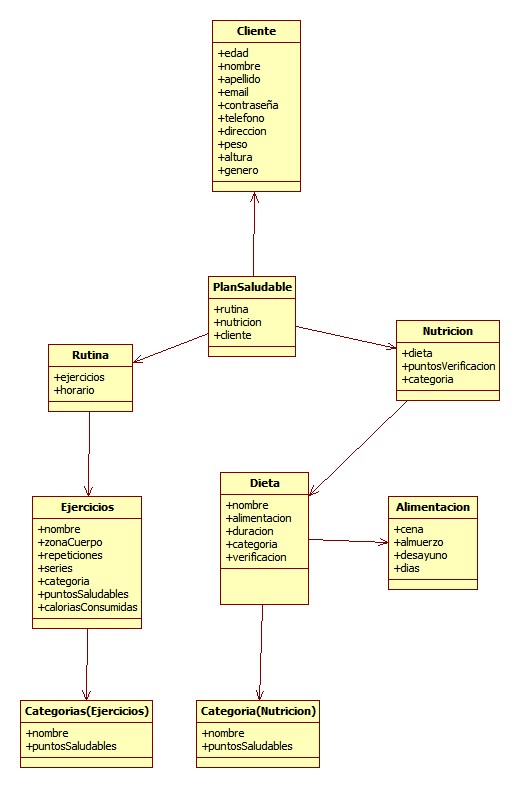 Cliente
+edad
+nombre
+apellido
+email
+contraseña
+telefono
+direccion
+peso
+altura
+genero
PlanSaludable
+rutina
+nutricion
+cliente
Nutricion
+dieta
+puntosVerificacion
+categoria
Rutina
+ejercicios
+horario
Dieta
+nombre
+alimentacion
+duracion
+categoria
+verificacion
Ejercicios
+nombre
+zonaCuerpo
+repeticiones
+series
+categoria
+puntosSaludables
+caloriasConsumidas
Alimentacion
+cena
+almuerzo
+desayuno
+dias
Categorias(Ejercicios)
+nombre
+puntosSaludables
Categoria(Nutricion)
+nombre
+puntosSaludables